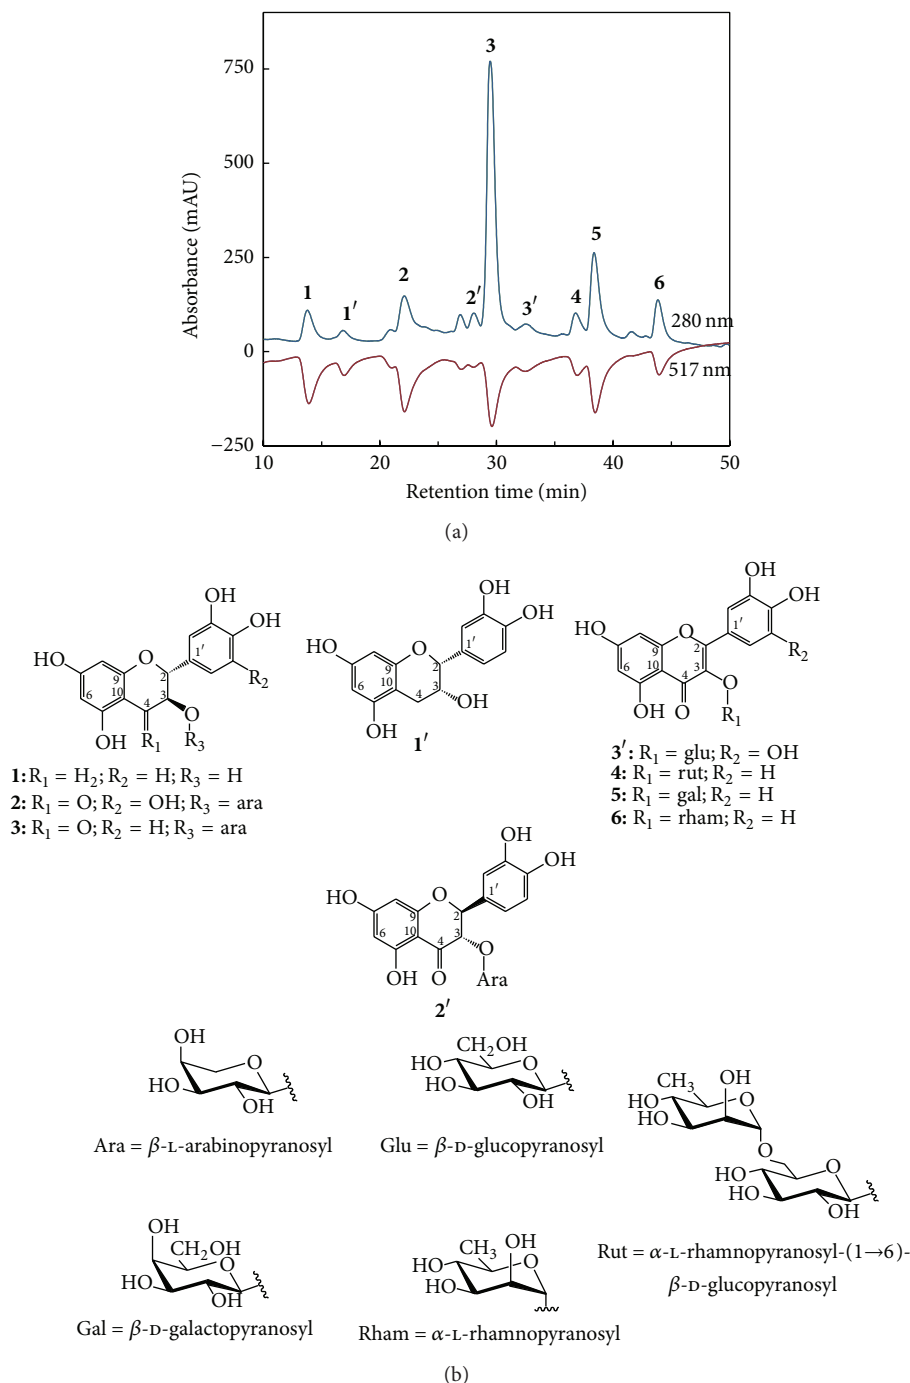 3
750
500
250
0
−250
Absorbance (mAU)
1
1′
2
2′
3′
4
5
6
280 nm
517 nm
10 20 30 40 50
Retention time (min)
(a)
OH
OH
HO
O
1′
R2
9
2
10
3
6
4
O
OH
R1
R3
1: R1 = H2; R2 = H; R3 = H
2: R1 = O; R2 = OH; R3 = ara
3: R1 = O; R2 = H; R3 = ara
OH
OH
HO
O
1′
9
2
10
3
6
4
OH
OH
1′
OH
OH
HO
O
1′
R2
9
2
10
3
6
4
O
OH
O
R1
3′: R1 = glu; R2 = OH
4: R1 = rut; R2 = H
5: R1 = gal; R2 = H
6: R1 = rham; R2 = H
OH
OH
HO
O
1′
9
2
10
3
6
4
O
OH
O
Ara
2′
OH
O
HO
OH
Ara = β-L-arabinopyranosyl
CH2OH
HO
O
HO
OH
Glu = β-D-glucopyranosyl
OH
CH3
HO
O
HO
O
HO
O
HO
OH
Rut = α-L-rhamnopyranosyl-(1→6)-
β-D-glucopyranosyl
OH
CH2OH
O
HO
OH
Gal = β-D-galactopyranosyl
OH
CH3
HO
O
HO
Rham = α-L-rhamnopyranosyl
(b)